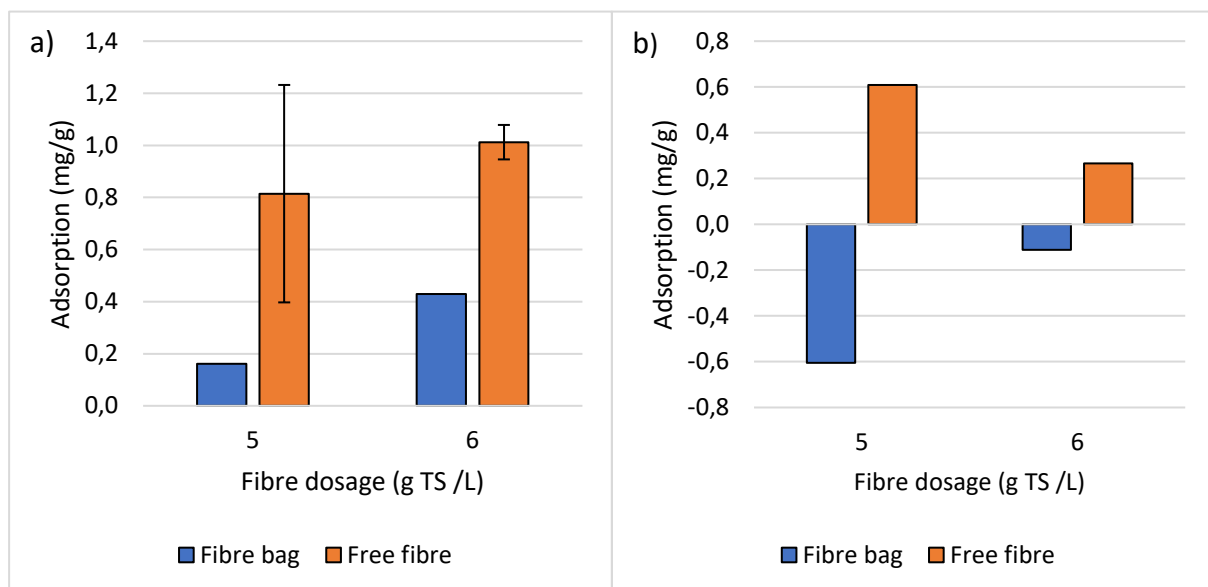 a)
1,4
1,2
1,0
0,8
0,6
0,4
0,2
0,0
Adsorption (mg/g)
5 6
Fibre dosage (g TS /L)
Fibre bag Free fibre
b)
0,8
0,6
0,4
0,2
0,0
-0,2
-0,4
-0,6
-0,8
Adsorption (mg/g)
5 6
Fibre dosage (g TS /L)
Fibre bag Free fibre